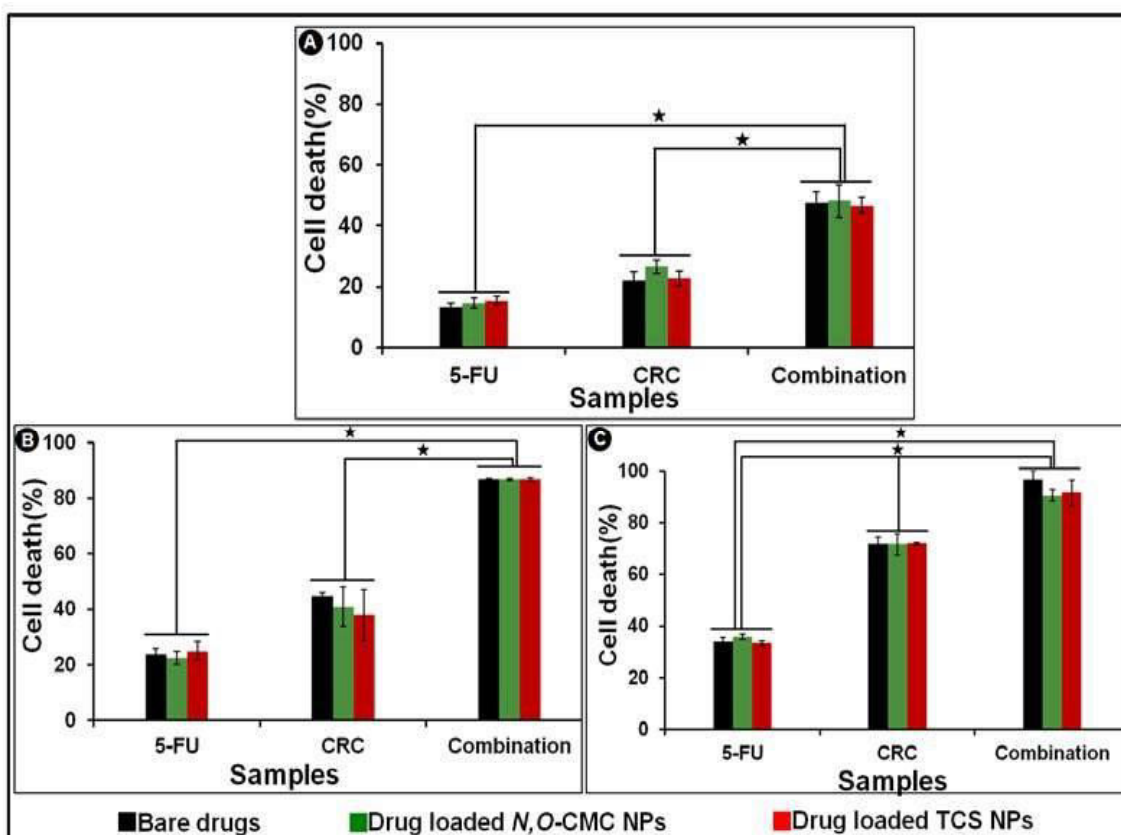 A
Cell death(%)
100
80
60
40
20
0
★
★
5-FU CRC Combination
Samples
B
Cell death(%)
100
80
60
40
20
0
★
★
5-FU CRC Combination
Samples
C
Cell death(%)
100
80
60
40
20
0
★
★
5-FU CRC Combination
Samples
Bare drugs Drug loaded N,O-CMC NPs Drug loaded TCS NPs